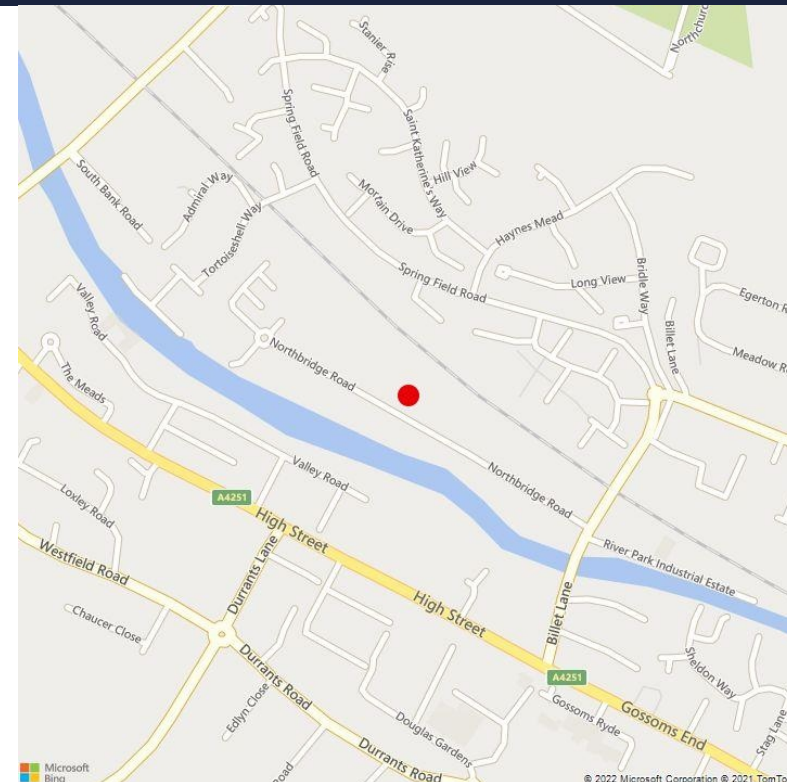 Northchurc
Stanier Rise
Spring Field Road
Saint Katherine's Way
Hill View
South Bank Road
Admiral Way
Mortain Drive
Tortoiseshell Way
Haynes Mead
Spring Field Road
Long View
Bridle Way
Egerton R
Valley Road
Billet Lane
Meadow R
The Meads
Northbridge Road
Valley Road
Northbridge Road
A4251
Loxley Road
High Street
Westfield Road
Durrants Lane
River Park Industrial Estate
High Street
Billet Lane
Chaucer Close
Durrants Road
Sheldon Way
A4251
Edlyn Close
Gossoms Ryde
Gossoms End
Stag Lane
Douglas Gardens
Durrants Road
Road
Microsoft
Bing
© 2022 Microsoft Corporation © 2021 TomTo